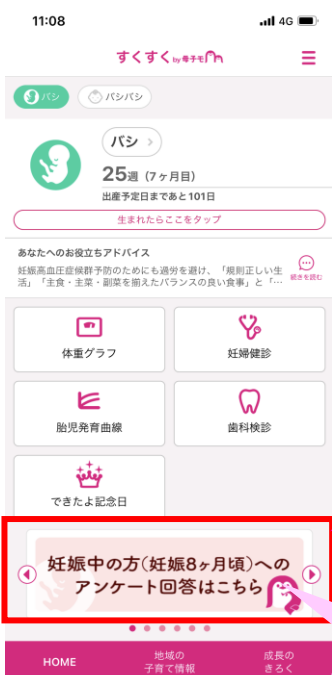 11:08
4G
すくすく by 母子モ
バシ
バシバシ
バシ
25週（7ヶ月目）
出産予定日まであと101日
生まれたらここをタップ
あなたへのお役立ちアドバイス
妊娠高血圧症候群予防のためにも過労を避け、「規則正しい生
活」「主食・主菜・副菜を揃えたバランスの良い食事」と「…
続きを読む
体重グラフ
妊婦健診
胎児発育曲線
歯科検診
できたよ記念日
妊娠中の方(妊娠8ヶ月頃)への
アンケート回答はこちら
HOME
地域の
子育て情報
成長の
きろく